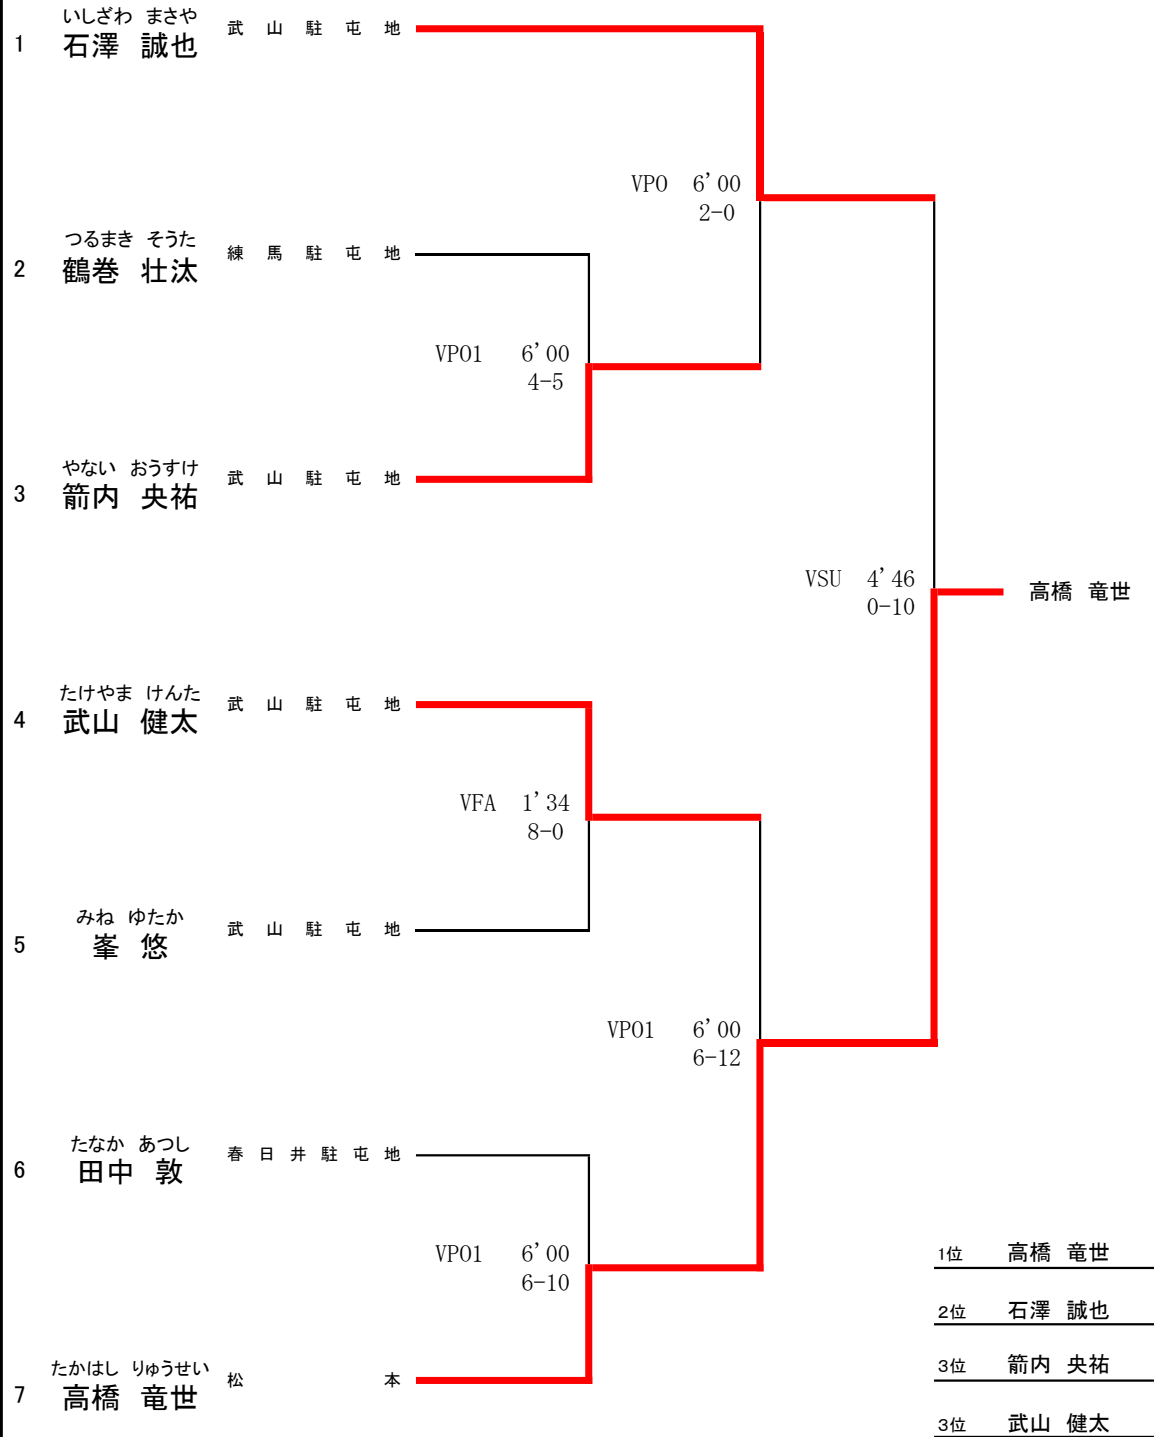 いしざわ まさや
1 石澤 誠也 武山駐屯地
VPO 6’00
2-0
つるまき そうた
2 鶴巻 壮汰 練馬駐屯地
VPO1 6’00
4-5
やない おうすけ
3 箭内 央祐 武山駐屯地
VSU 4’46
0-10
高橋 竜世
たけやま けんた
4 武山 健太 武山駐屯地
VFA 1’34
8-0
みね ゆたか
5 峯 悠 武山駐屯地
VPO1 6’00
6-12
たなか あつし
6 田中 敦 春日井駐屯地
VPO1 6’00
6-10
たかはし りゅうせい
7 高橋 竜世 松本
1位 高橋 竜世
2位 石澤 誠也
3位 箭内 央祐
3位 武山 健太